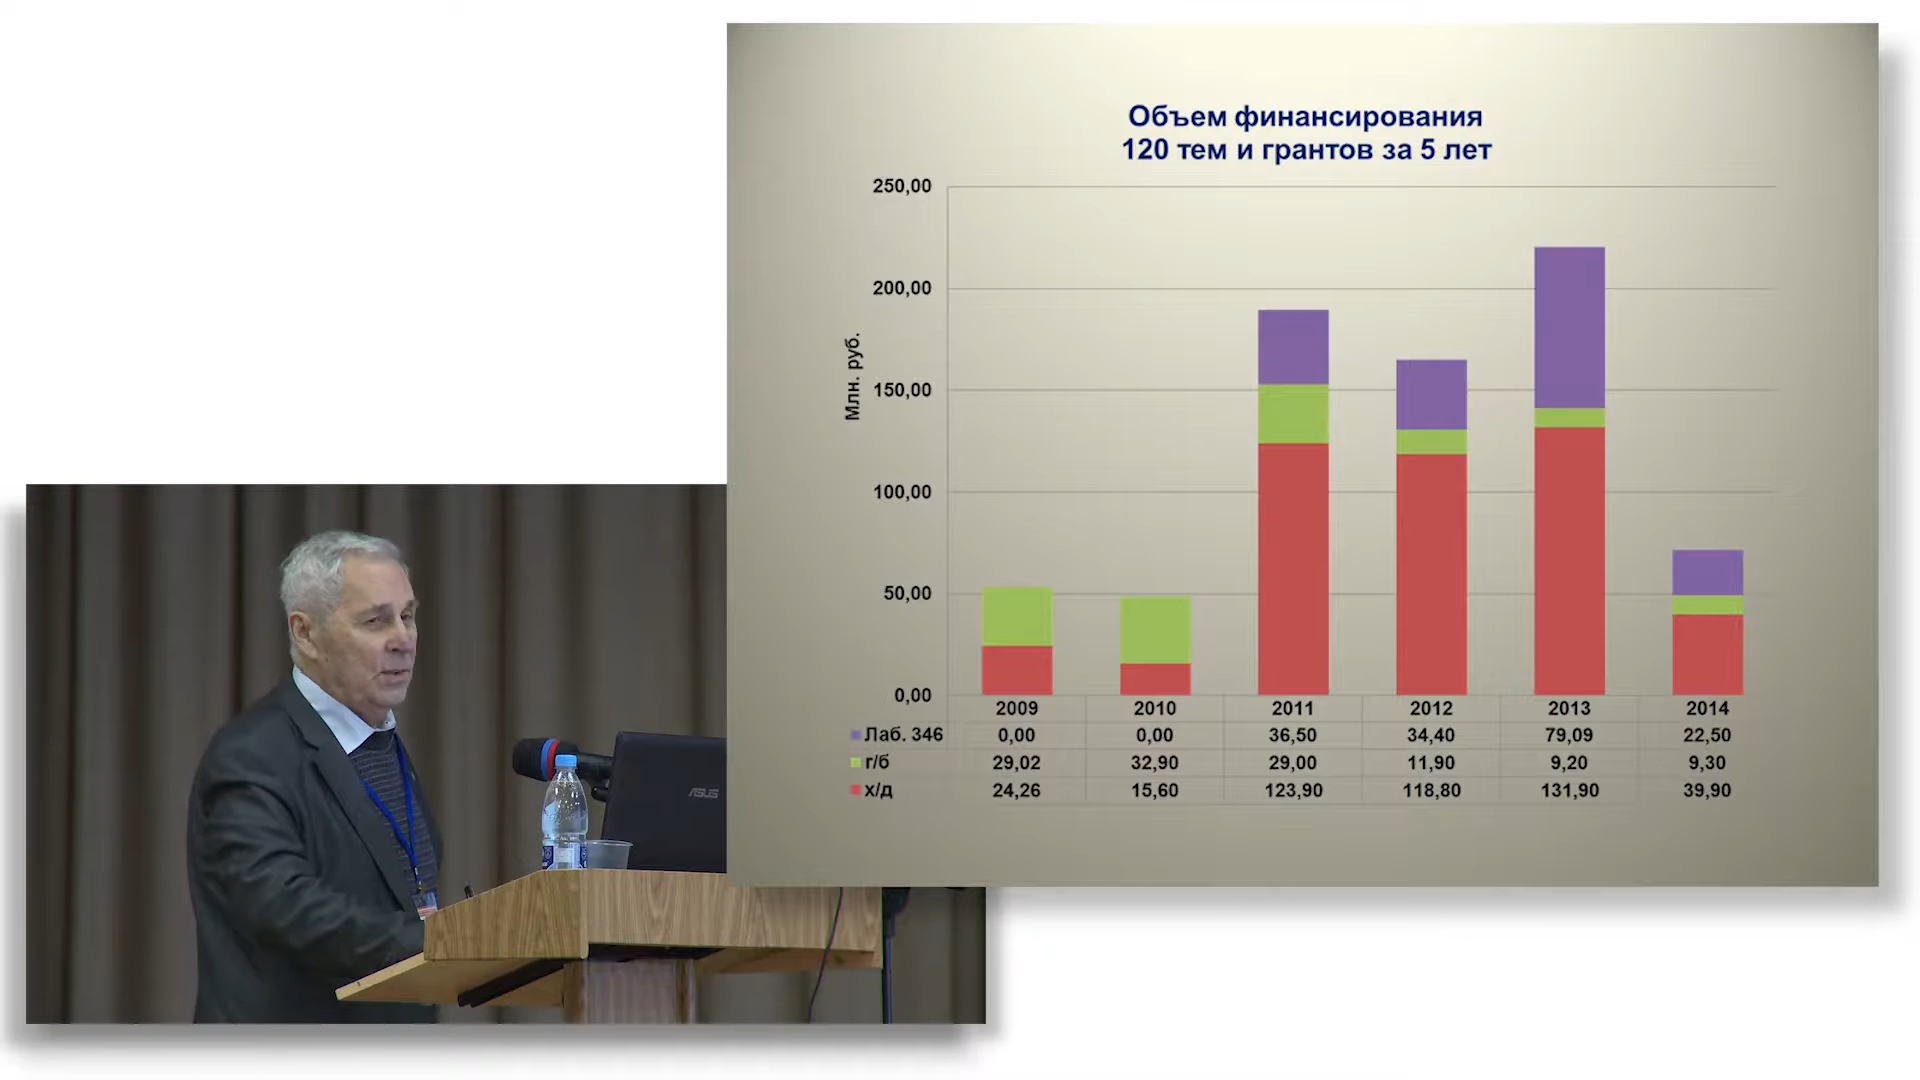 Объем финансирования
120 тем и грантов за 5 лет
Млн. руб.
250,00
200,00
150,00
100,00
50,00
0,00
2009 2010 2011 2012 2013 2014
Лаб. 346 0,00 0,00 36,50 34,40 79,09 22,50
г/б 29,02 32,90 29,00 11,90 9,20 9,30
х/д 24,26 15,60 123,90 118,80 131,90 39,90
ASUS